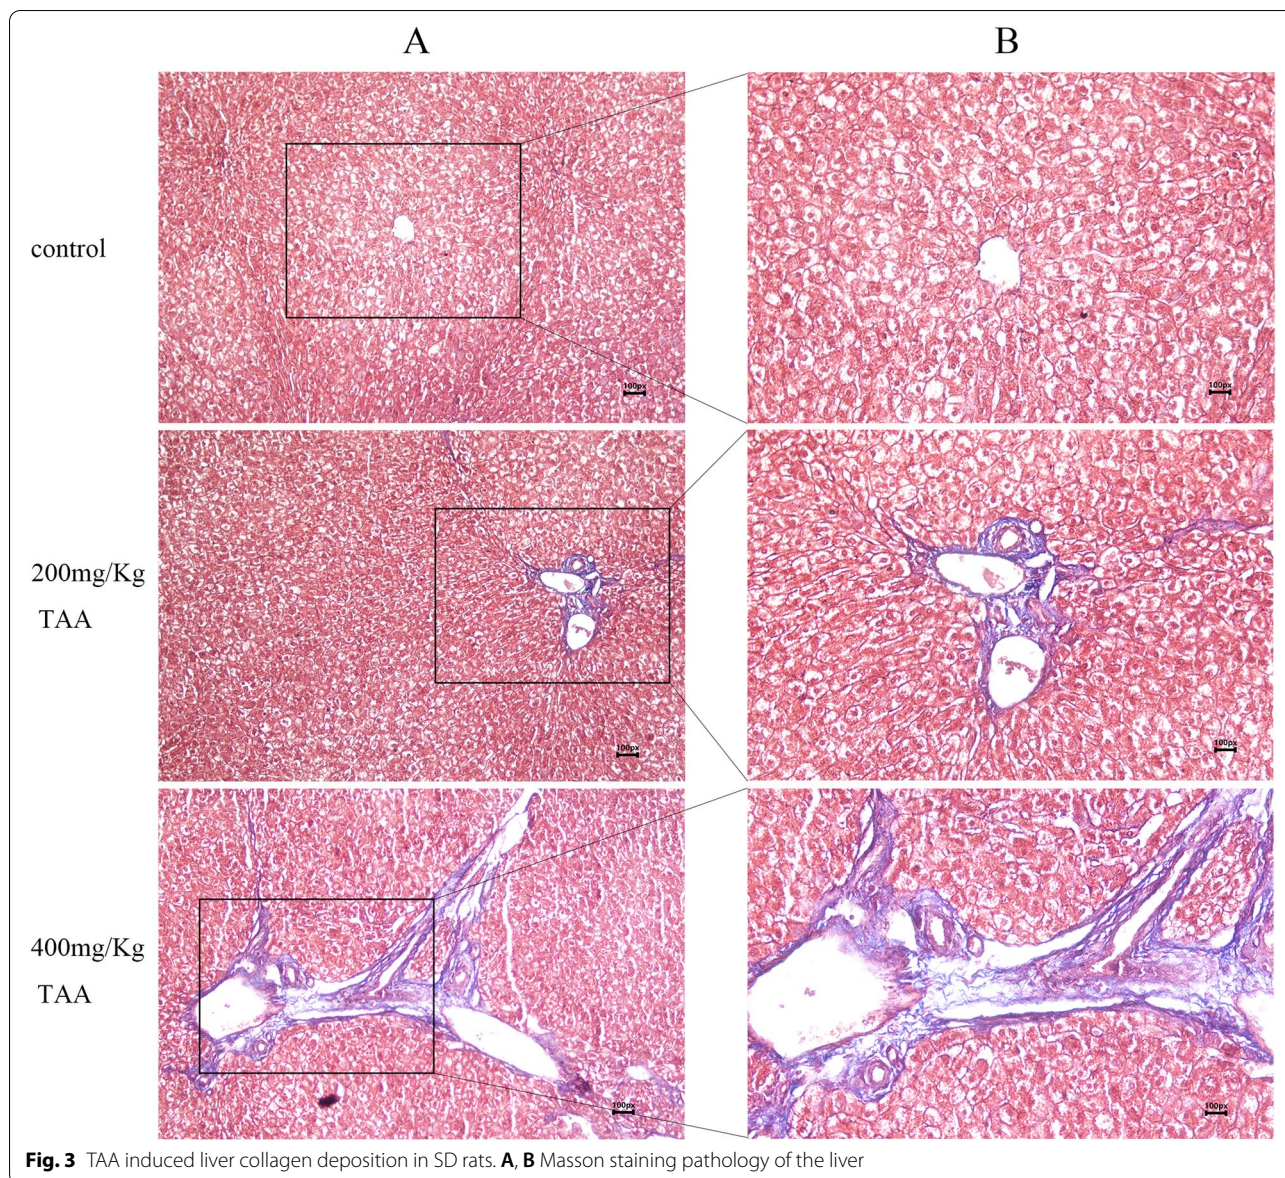 A
B
control
100px
100px
200mg/Kg
TAA
100px
100px
400mg/Kg
TAA
100px
100px
Fig. 3 TAA induced liver collagen deposition in SD rats. A, B Masson staining pathology of the liver